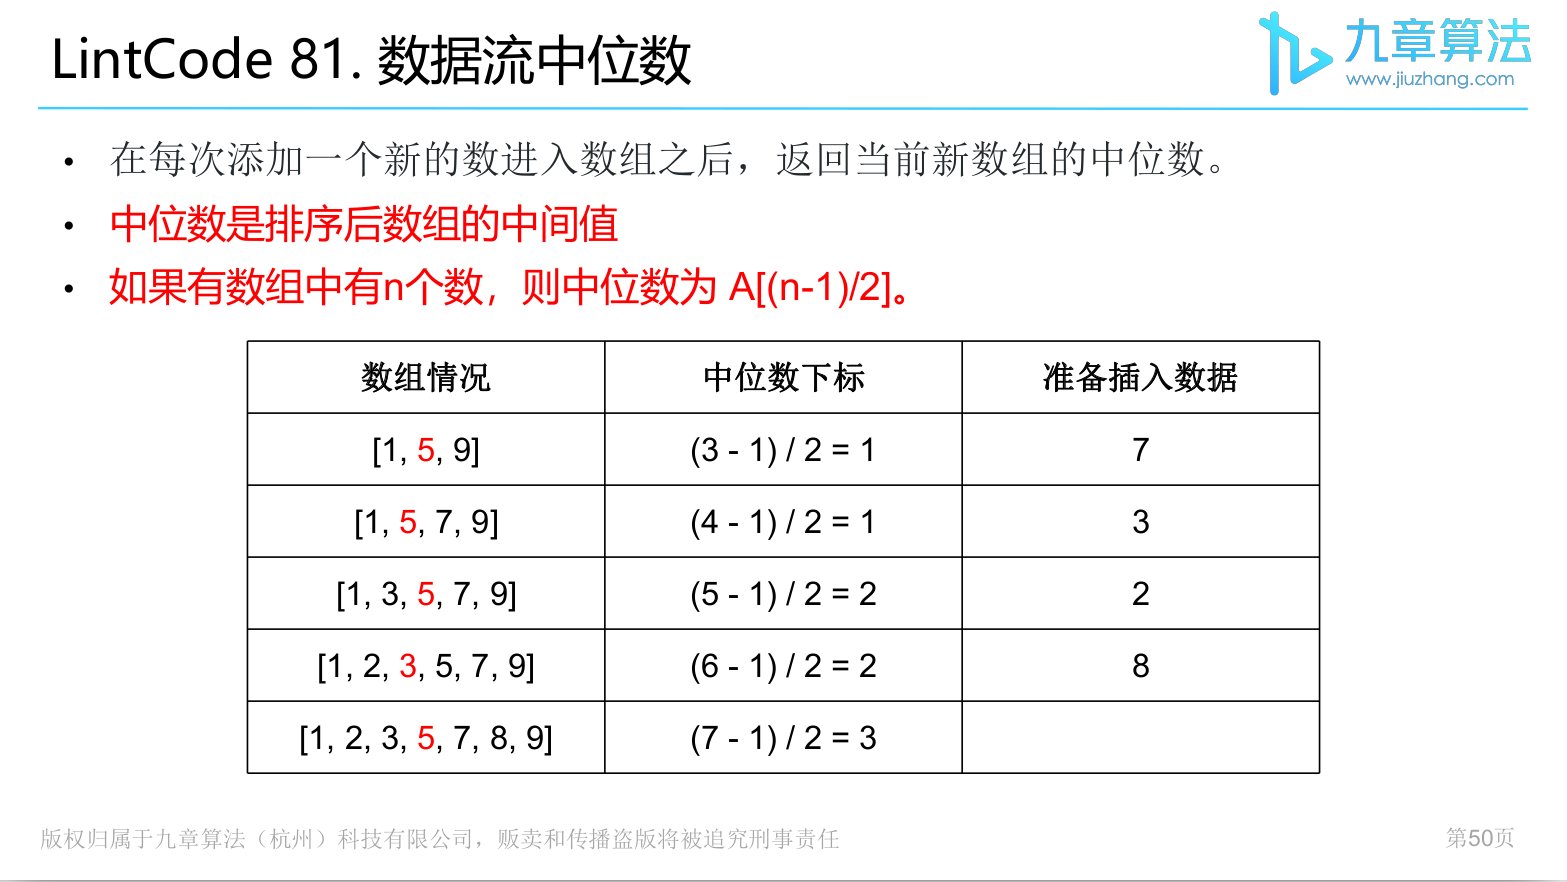 LintCode 81. 数据流中位数
九章算法
www.jiuzhang.com
• 在每次添加一个新的数进入数组之后，返回当前新数组的中位数。
• 中位数是排序后数组的中间值
• 如果有数组中有n个数，则中位数为 A[(n-1)/2]。
数组情况 中位数下标 准备插入数据
[1, 5, 9] (3 - 1) / 2 = 1 7
[1, 5, 7, 9] (4 - 1) / 2 = 1 3
[1, 3, 5, 7, 9] (5 - 1) / 2 = 2 2
[1, 2, 3, 5, 7, 9] (6 - 1) / 2 = 2 8
[1, 2, 3, 5, 7, 8, 9] (7 - 1) / 2 = 3
版权归属于九章算法（杭州）科技有限公司，贩卖和传播盗版将被追究刑事责任
第50页